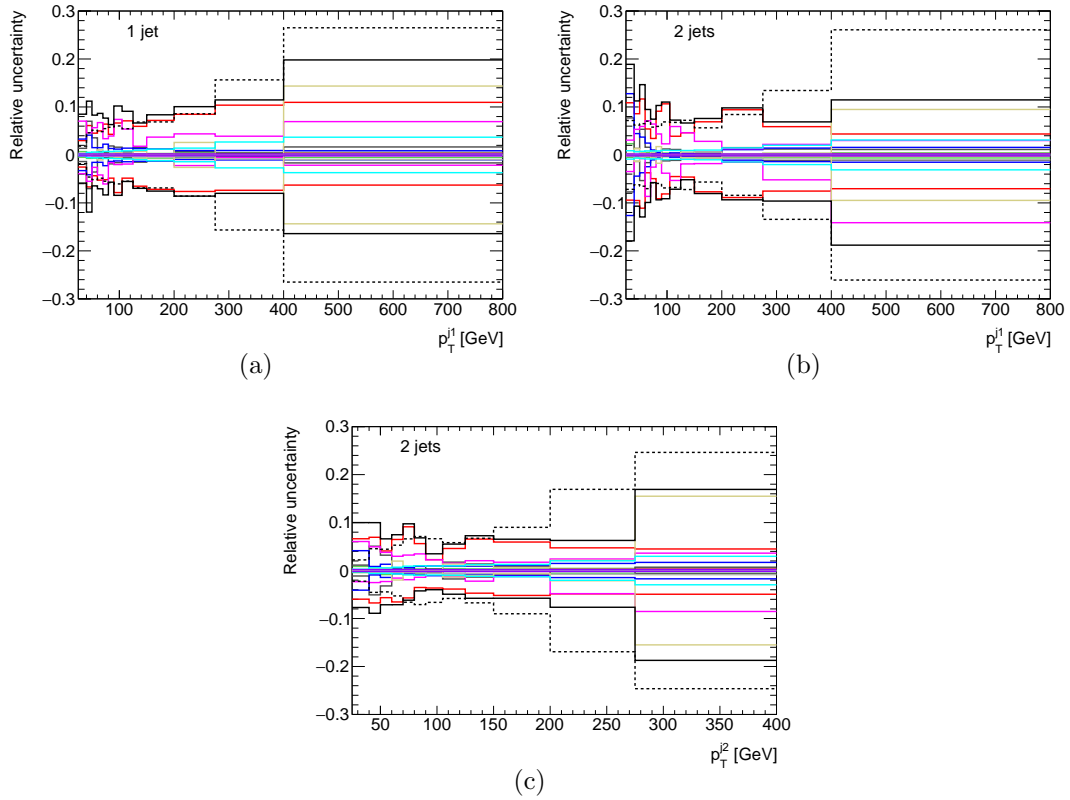 1 jet
Relative uncertainty
0.3
0.2
0.1
0
−0.1
−0.2
−0.3
100 200 300 400 500 600 700 800
p_T^j1 [GeV]
(a)
2 jets
Relative uncertainty
0.3
0.2
0.1
0
−0.1
−0.2
−0.3
100 200 300 400 500 600 700 800
p_T^j1 [GeV]
(b)
2 jets
Relative uncertainty
0.3
0.2
0.1
0
−0.1
−0.2
−0.3
50 100 150 200 250 300 350 400
p_T^j2 [GeV]
(c)